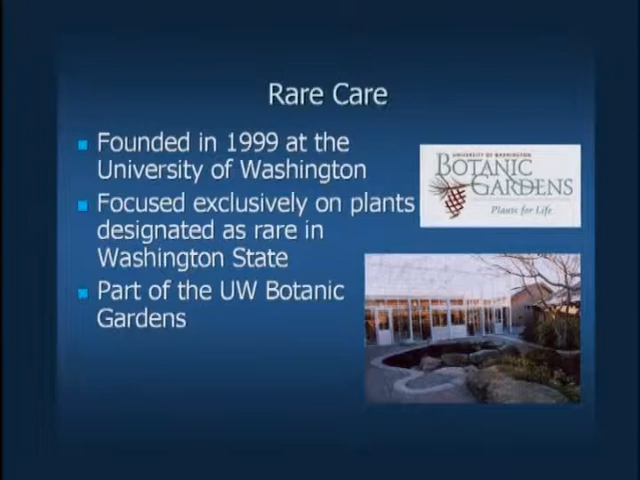 Rare Care
Founded in 1999 at the
University of Washington
Focused exclusively on plants
designated as rare in
Washington State
Part of the UW Botanic
Gardens
UNIVERSITY OF WASHINGTON
BOTANIC
GARDENS
Plants for Life